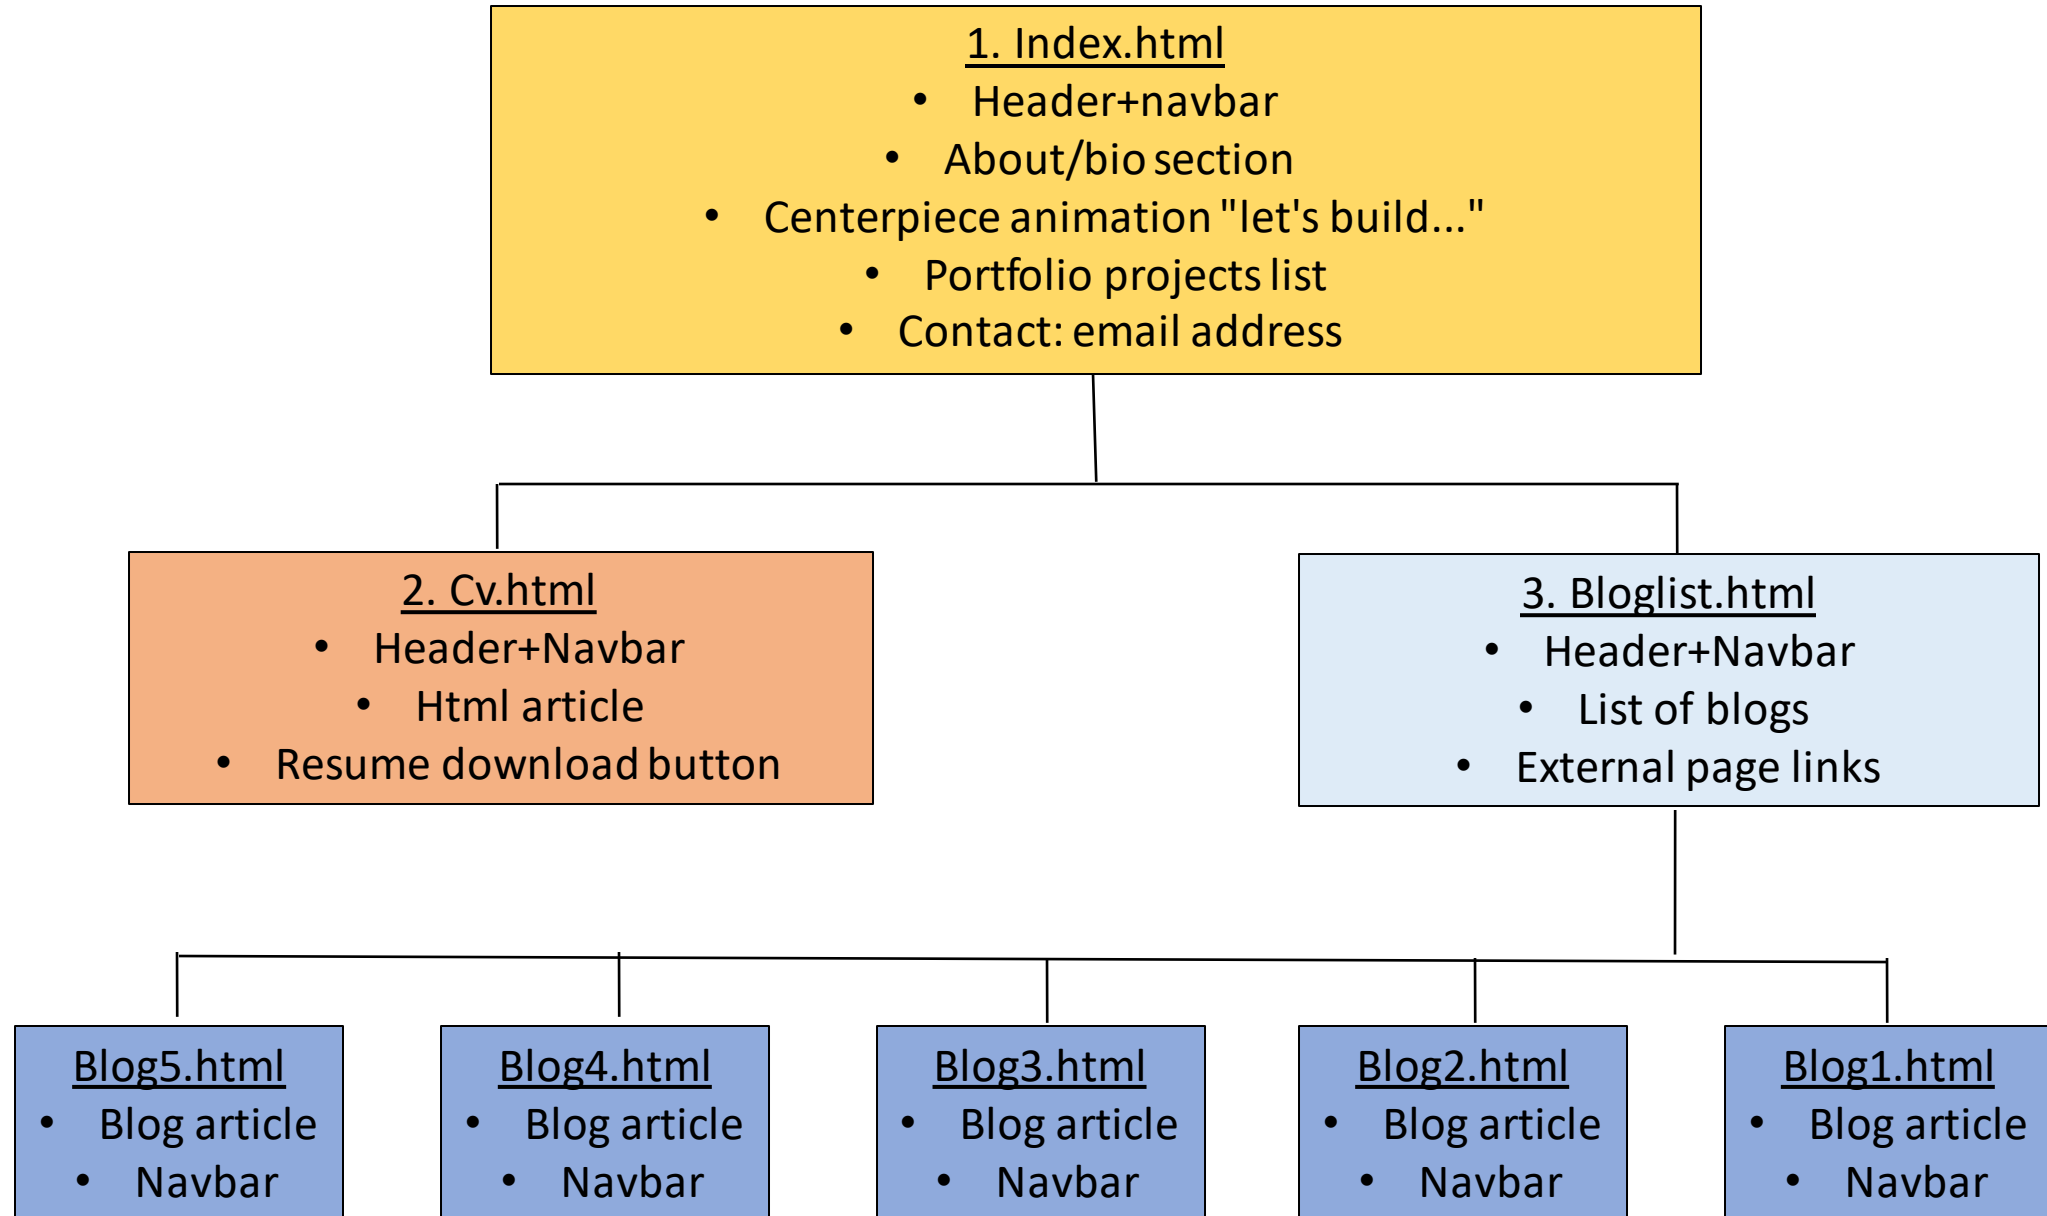 1. Index.html
• Header+navbar
• About/bio section
• Centerpiece animation "let's build..."
• Portfolio projects list
• Contact: email address
2. Cv.html
• Header+Navbar
• Html article
• Resume download button
3. Bloglist.html
• Header+Navbar
• List of blogs
• External page links
Blog5.html
• Blog article
• Navbar
Blog4.html
• Blog article
• Navbar
Blog3.html
• Blog article
• Navbar
Blog2.html
• Blog article
• Navbar
Blog1.html
• Blog article
• Navbar